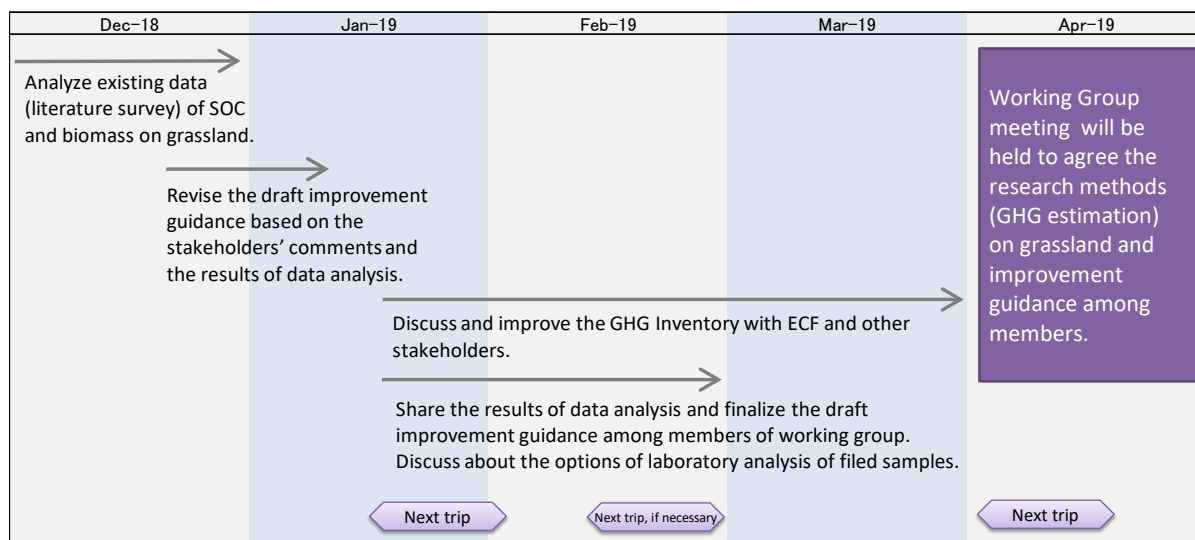 Dec-18 Jan-19 Feb-19 Mar-19 Apr-19
Analyze existing data
(literature survey) of SOC
and biomass on grassland.
Revise the draft improvement
guidance based on the
stakeholders' comments and
the results of data analysis.
Discuss and improve the GHG Inventory with ECF and other
stakeholders.
Share the results of data analysis and finalize the draft
improvement guidance among members of working group.
Discuss about the options of laboratory analysis of filed samples.
Working Group
meeting will be
held to agree the
research methods
(GHG estimation)
on grassland and
improvement
guidance among
members.
Next trip
Next trip, if necessary
Next trip